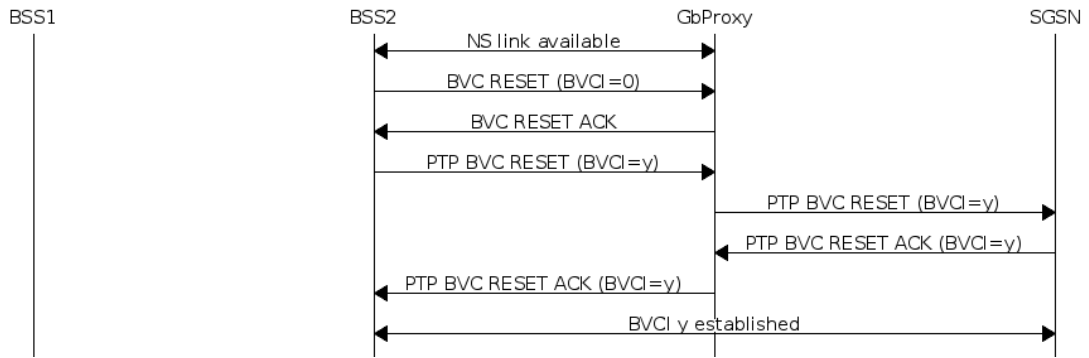 BSS1 BSS2 GbProxy SGSN
NS link available
BVC RESET (BVCI=0)
BVC RESET ACK
PTP BVC RESET (BVCI=y)
PTP BVC RESET (BVCI=y)
PTP BVC RESET ACK (BVCI=y)
PTP BVC RESET ACK (BVCI=y)
BVCI y established